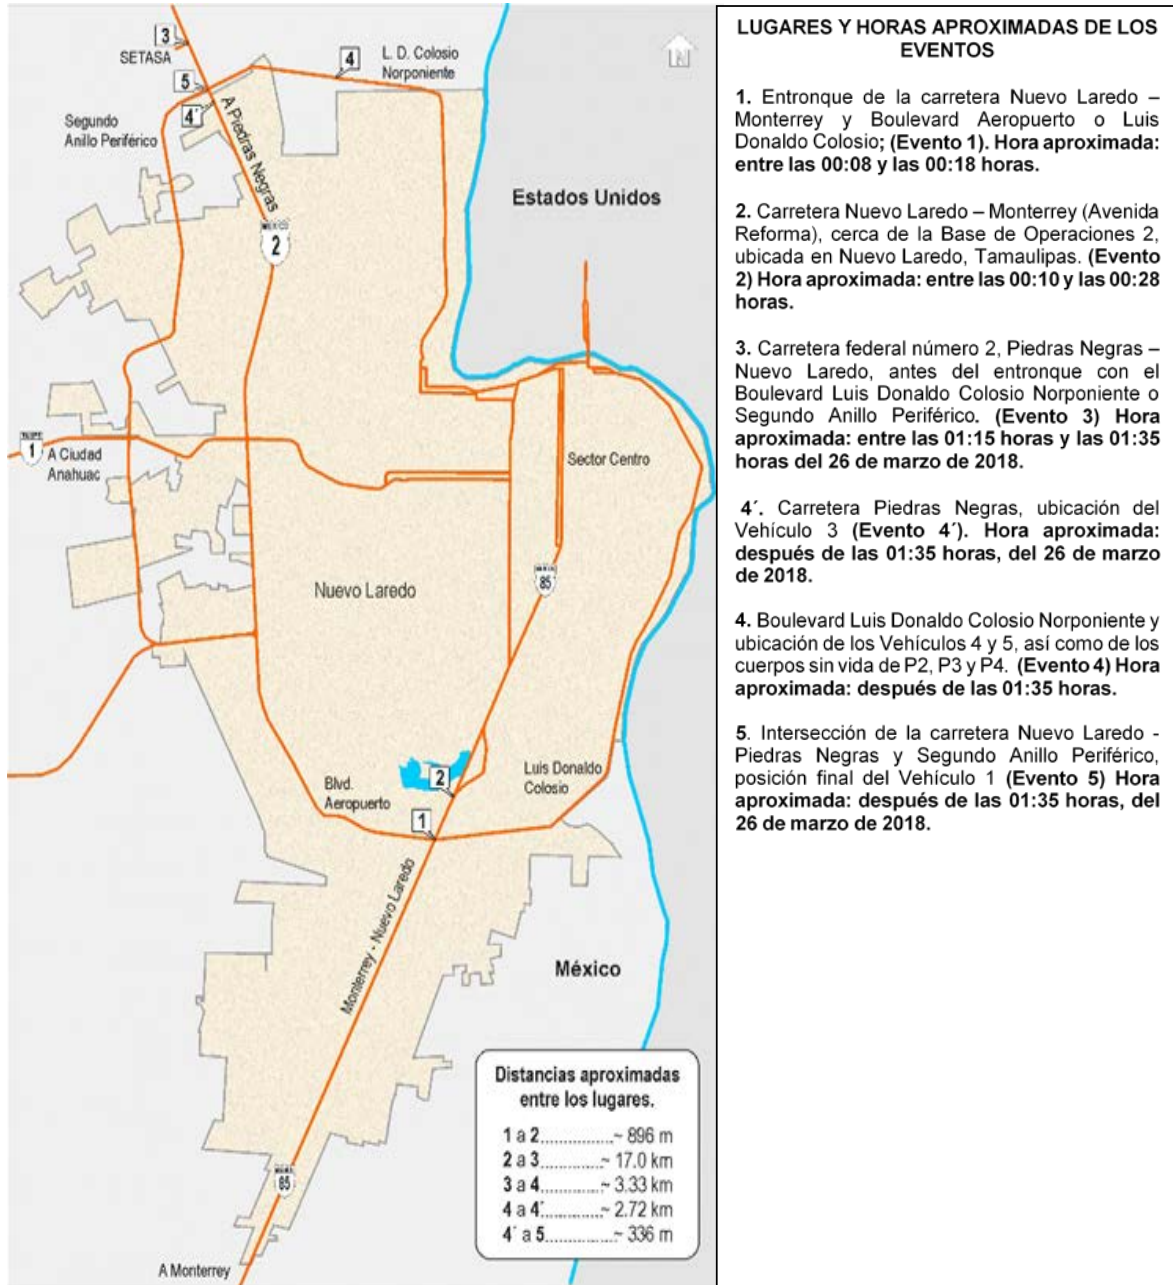 3
SETASA
4
L. D. Colosio
Norponiente
5
4´
Segundo
Anillo Periférico
A Piedras Negras
MEXICO
2
Estados Unidos
1
A Ciudad
Anahuac
Sector Centro
Nuevo Laredo
85
2
Blvd.
Aeropuerto
Luis Donaldo
Colosio
1
Monterrey - Nuevo Laredo
México
85
A Monterrey
Distancias aproximadas
entre los lugares.
1 a 2................~ 896 m
2 a 3..............~ 17.0 km
3 a 4..............~ 3.33 km
4 a 4´.............~ 2.72 km
4´ a 5...............~ 336 m
LUGARES Y HORAS APROXIMADAS DE LOS
EVENTOS
1. Entronque de la carretera Nuevo Laredo –
Monterrey y Boulevard Aeropuerto o Luis
Donaldo Colosio; (Evento 1). Hora aproximada:
entre las 00:08 y las 00:18 horas.
2. Carretera Nuevo Laredo – Monterrey (Avenida
Reforma), cerca de la Base de Operaciones 2,
ubicada en Nuevo Laredo, Tamaulipas. (Evento
2) Hora aproximada: entre las 00:10 y las 00:28
horas.
3. Carretera federal número 2, Piedras Negras –
Nuevo Laredo, antes del entronque con el
Boulevard Luis Donaldo Colosio Norponiente o
Segundo Anillo Periférico. (Evento 3) Hora
aproximada: entre las 01:15 horas y las 01:35
horas del 26 de marzo de 2018.
4´. Carretera Piedras Negras, ubicación del
Vehículo 3 (Evento 4´). Hora aproximada:
después de las 01:35 horas, del 26 de marzo
de 2018.
4. Boulevard Luis Donaldo Colosio Norponiente y
ubicación de los Vehículos 4 y 5, así como de los
cuerpos sin vida de P2, P3 y P4. (Evento 4) Hora
aproximada: después de las 01:35 horas.
5. Intersección de la carretera Nuevo Laredo -
Piedras Negras y Segundo Anillo Periférico,
posición final del Vehículo 1 (Evento 5) Hora
aproximada: después de las 01:35 horas, del
26 de marzo de 2018.